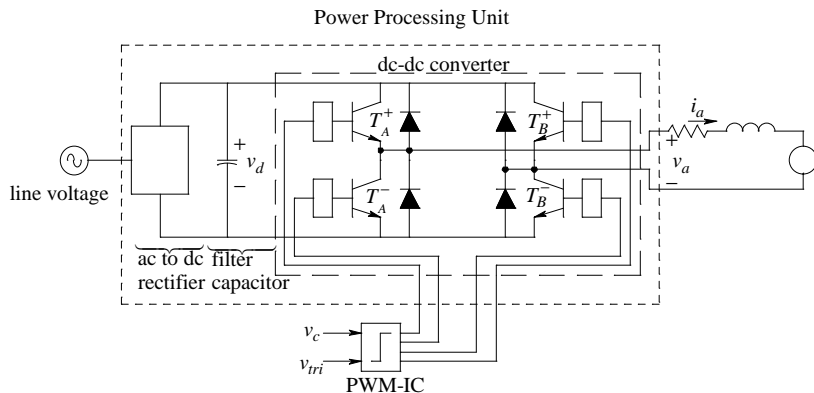 Power Processing Unit
dc-dc converter
T_A^+
T_B^+
i_a
+
v_d
−
+
v_a
−
line voltage
T_A^-
T_B^-
ac to dc
rectifier
filter
capacitor
v_c
v_tri
PWM-IC